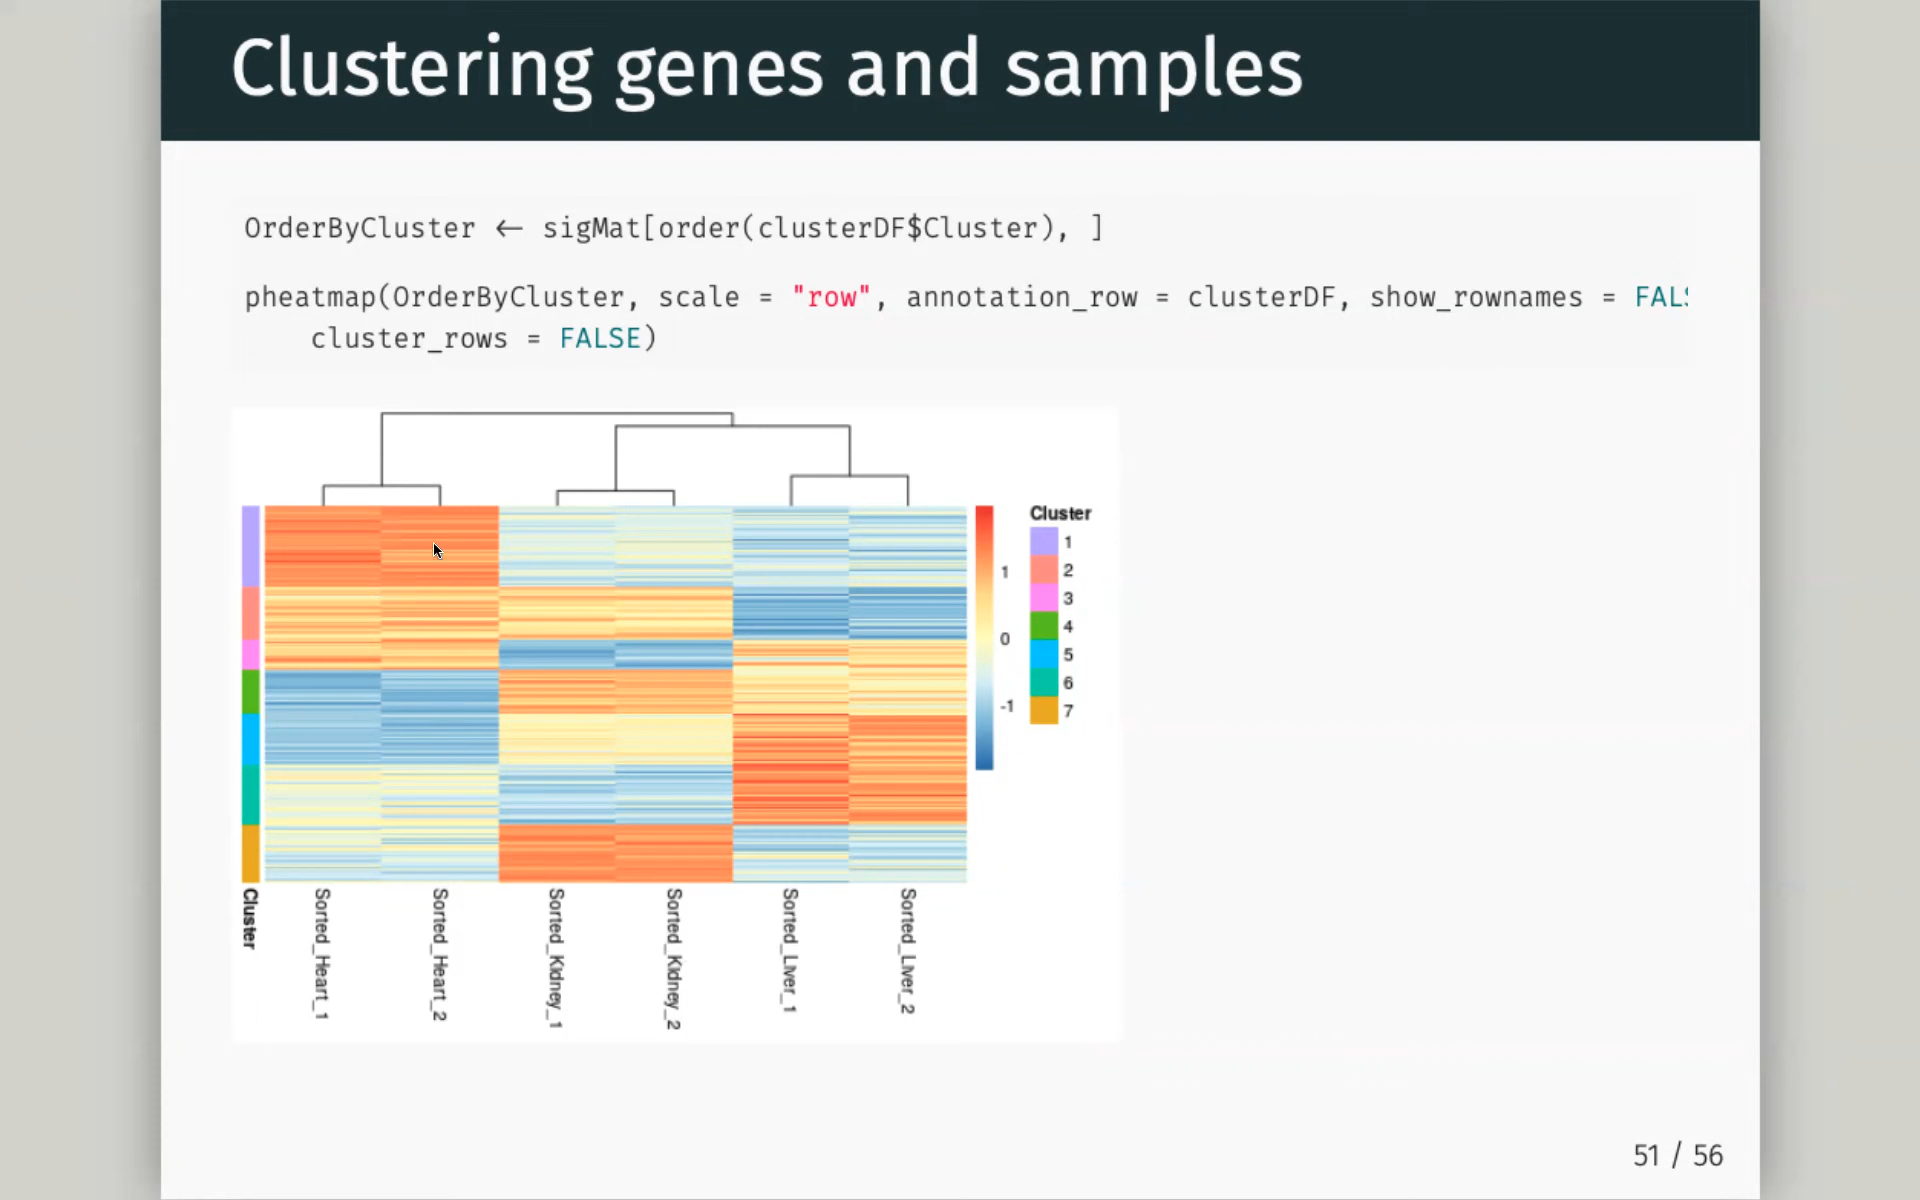 Clustering genes and samples
OrderByCluster <- sigMat[order(clusterDF$Cluster), ]
pheatmap(OrderByCluster, scale = "row", annotation_row = clusterDF, show_rownames = FALS
cluster_rows = FALSE)
Cluster
1
2
3
4
5
6
7
1
0
-1
Cluster
Sorted_Heart_1
Sorted_Heart_2
Sorted_Kidney_1
Sorted_Kidney_2
Sorted_Liver_1
Sorted_Liver_2
51 / 56